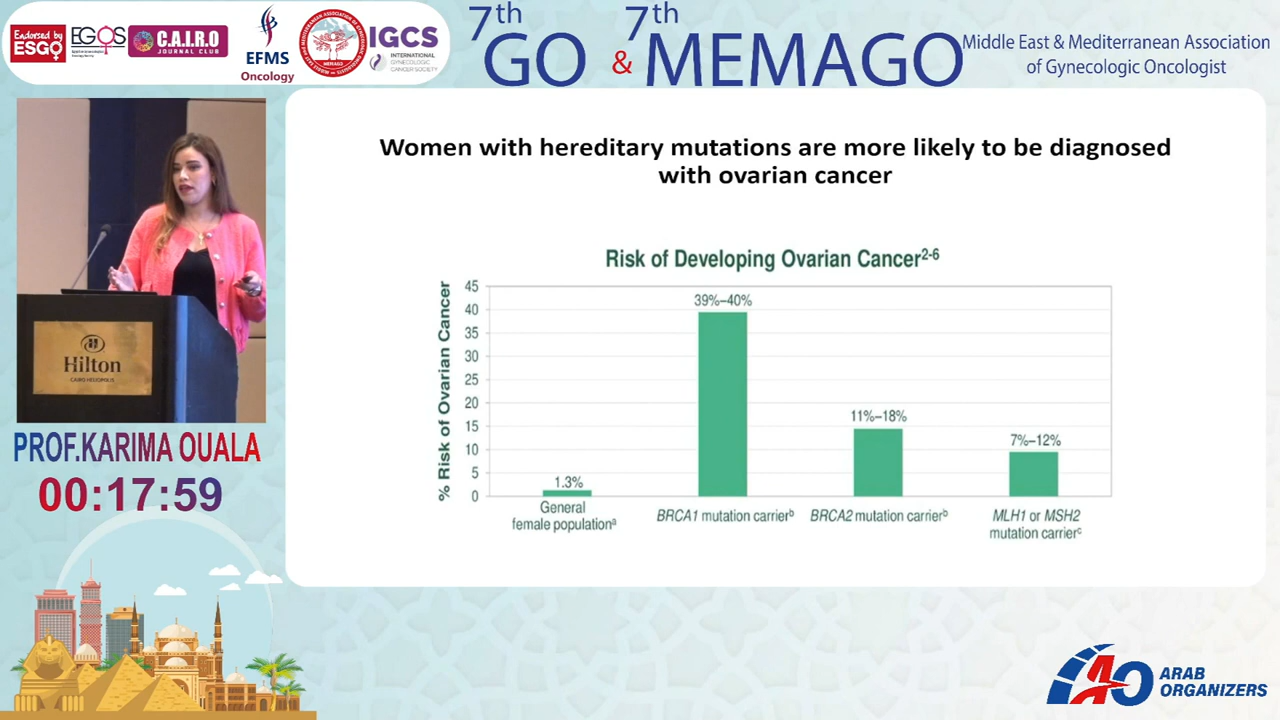 Endorsed by
ESGO
EGOS
C.A.I.R.O
JOURNAL CLUB
EFMS
Oncology
MEMAGO
IGCS
INTERNATIONAL
GYNECOLOGIC
CANCER SOCIETY
7th GO & 7th MEMAGO
Middle East & Mediterranean Association
of Gynecologic Oncologist
Women with hereditary mutations are more likely to be diagnosed
with ovarian cancer
Risk of Developing Ovarian Cancer2-6
% Risk of Ovarian Cancer
45
40
35
30
25
20
15
10
5
0
1.3%
39%–40%
11%–18%
7%–12%
General
female populationa
BRCA1 mutation carrierb
BRCA2 mutation carrierb
MLH1 or MSH2
mutation carrierc
Hilton
CAIRO HELIOPOLIS
PROF.KARIMA OUALA
00:17:59
AO
ARAB
ORGANIZERS